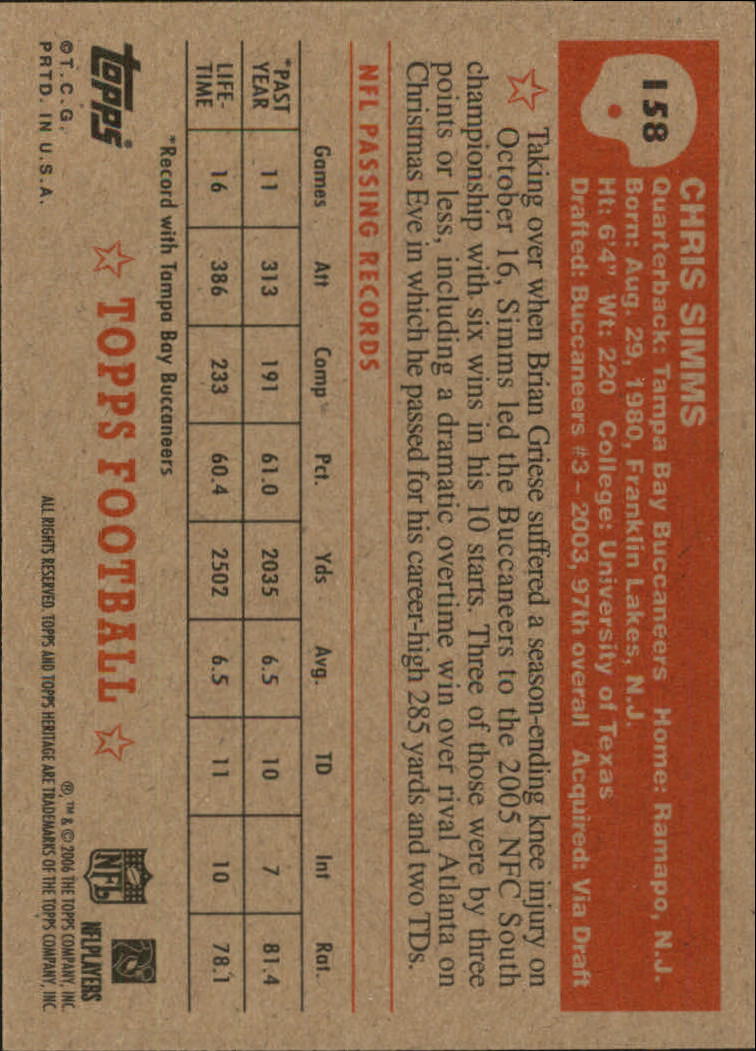 158
CHRIS SIMMS
Quarterback: Tampa Bay Buccaneers Home: Ramapo, N.J.
Born: Aug. 29, 1980, Franklin Lakes, N.J.
Ht: 6'4" Wt: 220 College: University of Texas
Drafted: Buccaneers #3 – 2003, 97th overall Acquired: Via Draft
Taking over when Brian Griese suffered a season-ending knee injury on
October 16, Simms led the Buccaneers to the 2005 NFC South
championship with six wins in his 10 starts. Three of those were by three
points or less, including a dramatic overtime win over rival Atlanta on
Christmas Eve in which he passed for his career-high 285 yards and two TDs.
NFL PASSING RECORDS
Games Att Comp Pct. Yds Avg. TD Int Rat.
*PAST YEAR 11 313 191 61.0 2035 6.5 10 7 81.4
LIFE-TIME 16 386 233 60.4 2502 6.5 11 10 78.1
*Record with Tampa Bay Buccaneers
topps®
©T.C.G.
PRTD. IN U.S.A.
☆ TOPPS FOOTBALL ☆
NFL
NFLPLAYERS
®,™ & © 2006 THE TOPPS COMPANY, INC.
ALL RIGHTS RESERVED. TOPPS AND TOPPS HERITAGE ARE TRADEMARKS OF THE TOPPS COMPANY, INC.